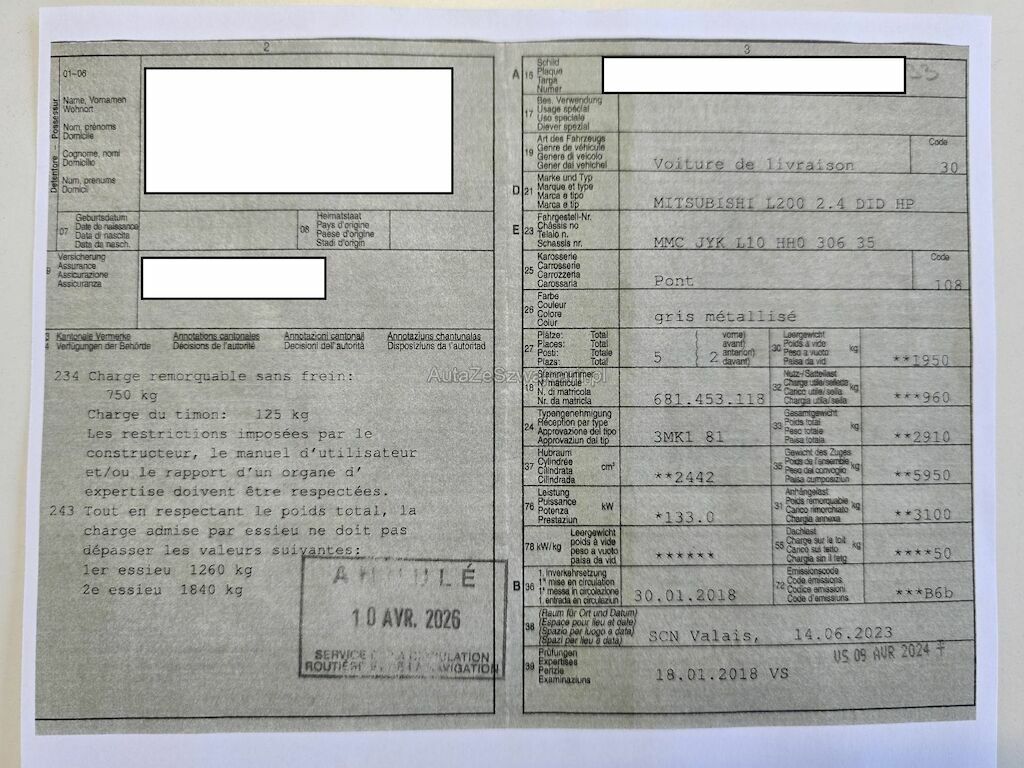 2
01–06
Detentore - Possessur
Name, Vornamen
Wohnort
Nom, prénoms
Domicile
Cognome, nomi
Domicilio
Num, prenums
Domicil
07
Geburtsdatum
Date de naissance
Data di nascita
Data da nasch.
08
Heimatstaat
Pays d'origine
Paese d'origine
Stadi d'origin
9
Versicherung
Assurance
Assicurazione
Assicuranza
Kantonale Vermerke Annotations cantonales Annotazioni cantonali Annotaziuns chantunalas
Verfügungen der Behörde Décisions de l'autorité Decisioni dell'autorità Disposiziuns da l'autoritad
234 Charge remorquable sans frein:
750 kg
Charge du timon: 125 kg
Les restrictions imposées par le
constructeur, le manuel d'utilisateur
et/ou le rapport d'un organe d'
expertise doivent être respectées.
243 Tout en respectant le poids total, la
charge admise par essieu ne doit pas
dépasser les valeurs suivantes:
1er essieu 1260 kg
2e essieu 1840 kg
ANNULÉ
10 AVR. 2026
SERVICE DE LA CIRCULATION
ROUTIÈRE ET DE LA NAVIGATION
3
A 15
Schild
Plaque
Targa
Numer
33
17
Bes. Verwendung
Usage spécial
Uso speciale
Diever spezial
19
Art des Fahrzeugs
Genre de véhicule
Genere di veicolo
Gener dal vehichel
Voiture de livraison
Code
30
D 21
Marke und Typ
Marque et type
Marca e tipo
Marca e tip
MITSUBISHI L200 2.4 DID HP
E 23
Fahrgestell-Nr.
Châssis no
Telaio n.
Schassis nr.
MMC JYK L10 HH0 306 35
25
Karosserie
Carrosserie
Carrozzeria
Carossaria
Pont
Code
108
26
Farbe
Couleur
Colore
Colur
gris métallisé
27
Plätze: Total
Places: Total
Posti: Totale
Plazs: Total
5
vorne)
avant)
anteriori)
davant)
2
30
Leergewicht
Poids à vide
Peso a vuoto
Paisa da vid
kg
**1950
18
Stammnummer
N. matricule
N. di matricola
Nr. da matricla
681.453.118
32
Nutz-/Sattellast
Charge utile/sellette
Carico utile/sella
Chargia utila/sella
kg
***960
24
Typengenehmigung
Réception par type
Approvazione del tipo
Approvaziun dal tip
3MK1 81
33
Gesamtgewicht
Poids total
Peso totale
Paisa totala
kg
**2910
37
Hubraum
Cylindrée
Cilindrata
Cilindrada
cm³
**2442
35
Gewicht des Zuges
Poids de l'ensemble
Peso del convoglio
Paisa cumposiziun
kg
**5950
76
Leistung
Puissance
Potenza
Prestaziun
kW
*133.0
31
Anhängelast
Poids remorquable
Carico rimorchiato
Chargia annexa
kg
**3100
78 kW/kg
Leergewicht
poids à vide
peso a vuoto
paisa da vid
******
55
Dachlast
Charge sur le toit
Carico sul tetto
Chargia sin il tetg
kg
****50
B 36
1. Inverkehrsetzung
1re mise en circulation
1a messa in circolazione
1. entrada en circulaziun
30.01.2018
72
Emissionscode
Code émissions
Codice emissioni
Code d'emissiuns
***B6b
38
(Raum für Ort und Datum)
(Espace pour lieu et date)
(Spazio per luogo e data)
(Spazi per lieu e data)
SCN Valais, 14.06.2023
39
Prüfungen
Expertises
Perizie
Examinaziuns
18.01.2018 VS
VS 09 AVR 2024